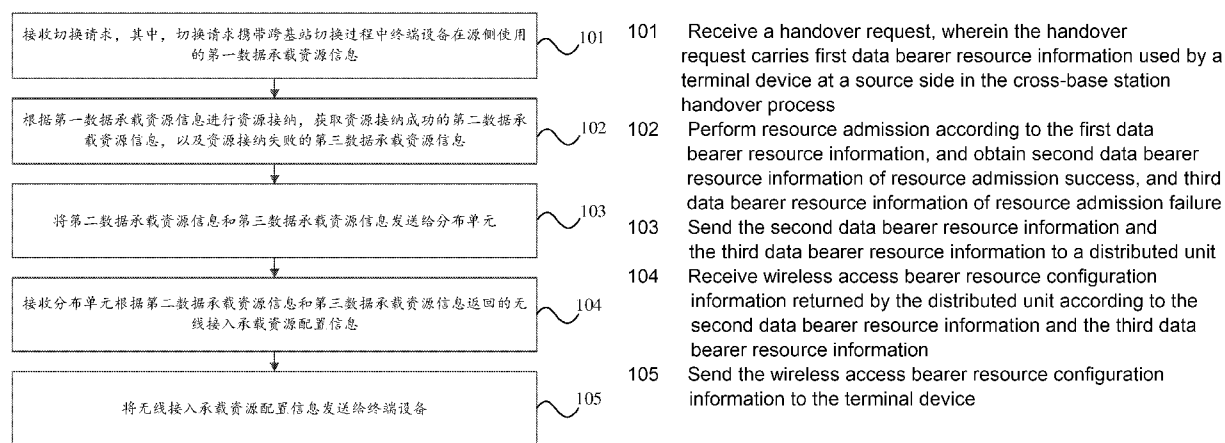 接收切换请求，其中，切换请求携带跨基站切换过程中终端设备在源侧使用
的第一数据承载资源信息
101
根据第一数据承载资源信息进行资源接纳，获取资源接纳成功的第二数据承
载资源信息，以及资源接纳失败的第三数据承载资源信息
102
将第二数据承载资源信息和第三数据承载资源信息发送给分布单元
103
接收分布单元根据第二数据承载资源信息和第三数据承载资源信息返回的无
线接入承载资源配置信息
104
将无线接入承载资源配置信息发送给终端设备
105
101 Receive a handover request, wherein the handover
request carries first data bearer resource information used by a
terminal device at a source side in the cross-base station
handover process
102 Perform resource admission according to the first data
bearer resource information, and obtain second data bearer
resource information of resource admission success, and third
data bearer resource information of resource admission failure
103 Send the second data bearer resource information and
the third data bearer resource information to a distributed unit
104 Receive wireless access bearer resource configuration
information returned by the distributed unit according to the
second data bearer resource information and the third data
bearer resource information
105 Send the wireless access bearer resource configuration
information to the terminal device